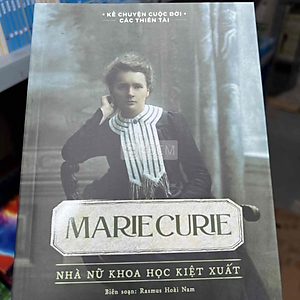 • KỂ CHUYỆN CUỘC ĐỜI •
CÁC THIÊN TÀI
MARIE CURIE
NHÀ NỮ KHOA HỌC KIỆT XUẤT
Biên soạn: Rasmus Hoài Nam